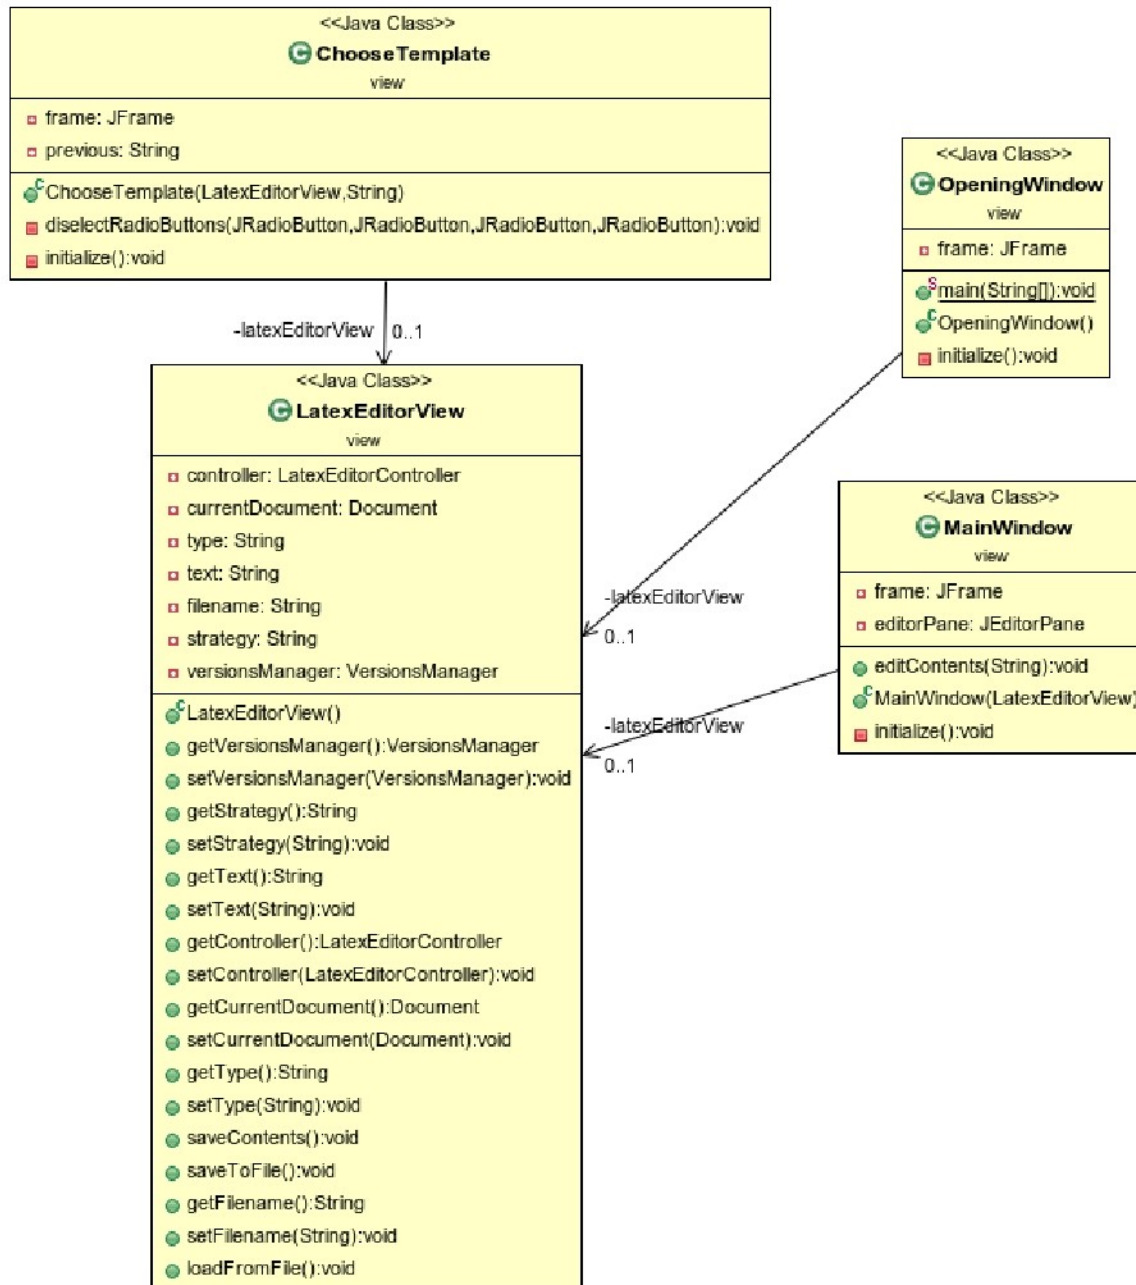 <<Java Class>>
ChooseTemplate
view
frame: JFrame
previous: String
ChooseTemplate(LatexEditorView,String)
diselectRadioButtons(JRadioButton,JRadioButton,JRadioButton,JRadioButton):void
initialize():void
-latexEditorView 0..1
<<Java Class>>
OpeningWindow
view
frame: JFrame
main(String[]):void
OpeningWindow()
initialize():void
-latexEditorView
0..1
<<Java Class>>
MainWindow
view
frame: JFrame
editorPane: JEditorPane
editContents(String):void
MainWindow(LatexEditorView)
initialize():void
-latexEditorView
0..1
<<Java Class>>
LatexEditorView
view
controller: LatexEditorController
currentDocument: Document
type: String
text: String
filename: String
strategy: String
versionsManager: VersionsManager
LatexEditorView()
getVersionsManager():VersionsManager
setVersionsManager(VersionsManager):void
getStrategy():String
setStrategy(String):void
getText():String
setText(String):void
getController():LatexEditorController
setController(LatexEditorController):void
getCurrentDocument():Document
setCurrentDocument(Document):void
getType():String
setType(String):void
saveContents():void
saveToFile():void
getFilename():String
setFilename(String):void
loadFromFile():void